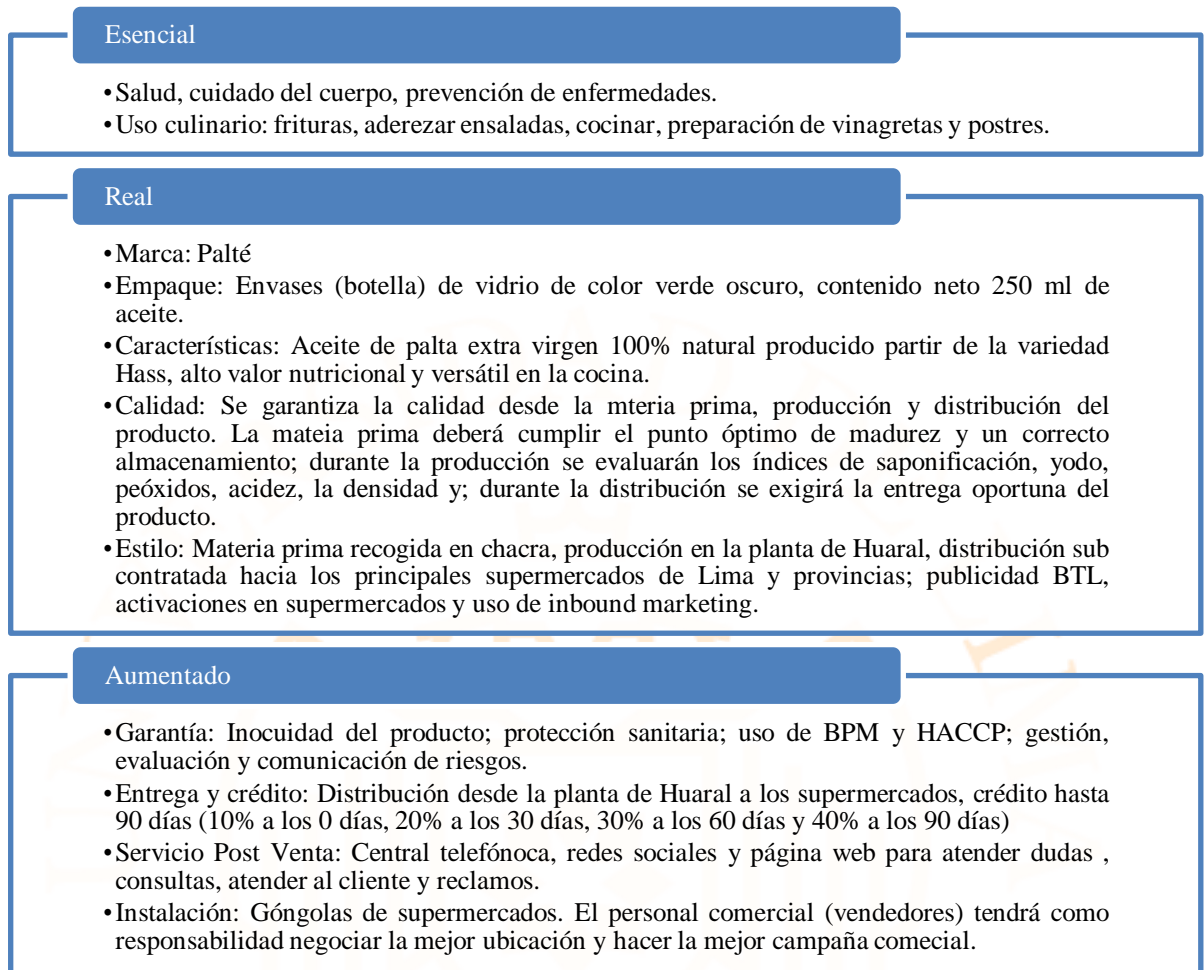 Esencial
•Salud, cuidado del cuerpo, prevención de enfermedades.
•Uso culinario: frituras, aderezar ensaladas, cocinar, preparación de vinagretas y postres.
Real
•Marca: Palté
•Empaque: Envases (botella) de vidrio de color verde oscuro, contenido neto 250 ml de
aceite.
•Características: Aceite de palta extra virgen 100% natural producido partir de la variedad
Hass, alto valor nutricional y versátil en la cocina.
•Calidad: Se garantiza la calidad desde la mteria prima, producción y distribución del
producto. La mateia prima deberá cumplir el punto óptimo de madurez y un correcto
almacenamiento; durante la producción se evaluarán los índices de saponificación, yodo,
peóxidos, acidez, la densidad y; durante la distribución se exigirá la entrega oportuna del
producto.
•Estilo: Materia prima recogida en chacra, producción en la planta de Huaral, distribución sub
contratada hacia los principales supermercados de Lima y provincias; publicidad BTL,
activaciones en supermercados y uso de inbound marketing.
Aumentado
•Garantía: Inocuidad del producto; protección sanitaria; uso de BPM y HACCP; gestión,
evaluación y comunicación de riesgos.
•Entrega y crédito: Distribución desde la planta de Huaral a los supermercados, crédito hasta
90 días (10% a los 0 días, 20% a los 30 días, 30% a los 60 días y 40% a los 90 días)
•Servicio Post Venta: Central telefónoca, redes sociales y página web para atender dudas ,
consultas, atender al cliente y reclamos.
•Instalación: Góngolas de supermercados. El personal comercial (vendedores) tendrá como
responsabilidad negociar la mejor ubicación y hacer la mejor campaña comecial.